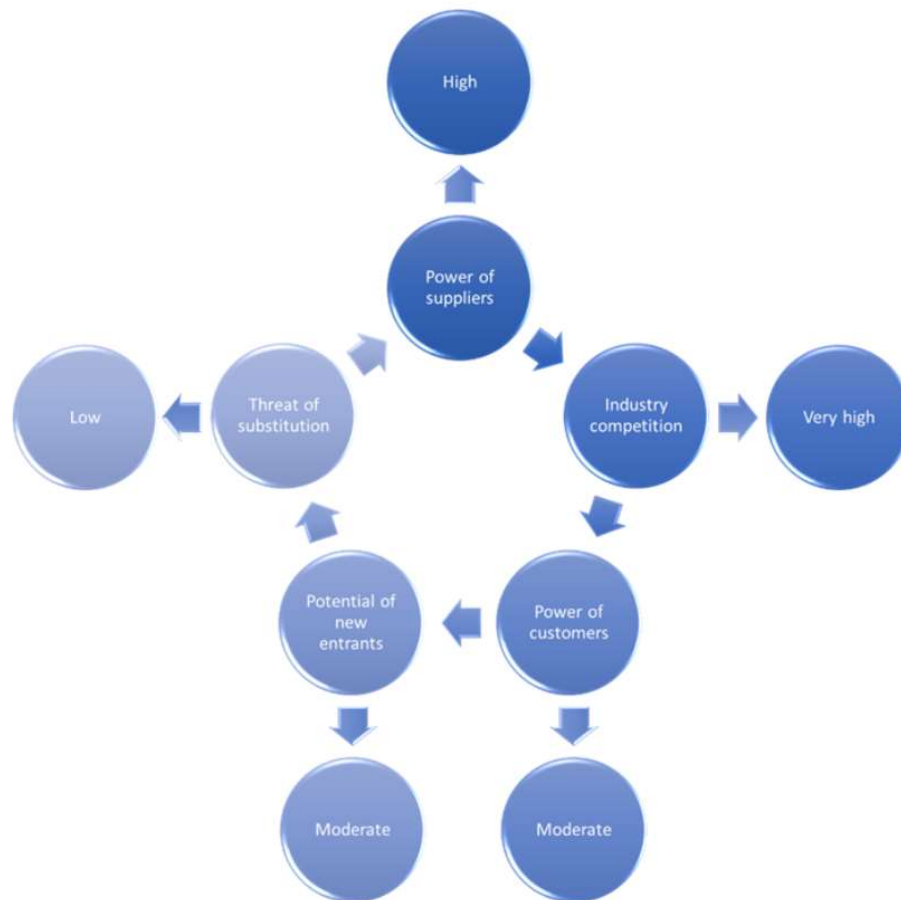 High
Power of
suppliers
Low
Threat of
substitution
Industry
competition
Very high
Potential of
new
entrants
Power of
customers
Moderate
Moderate